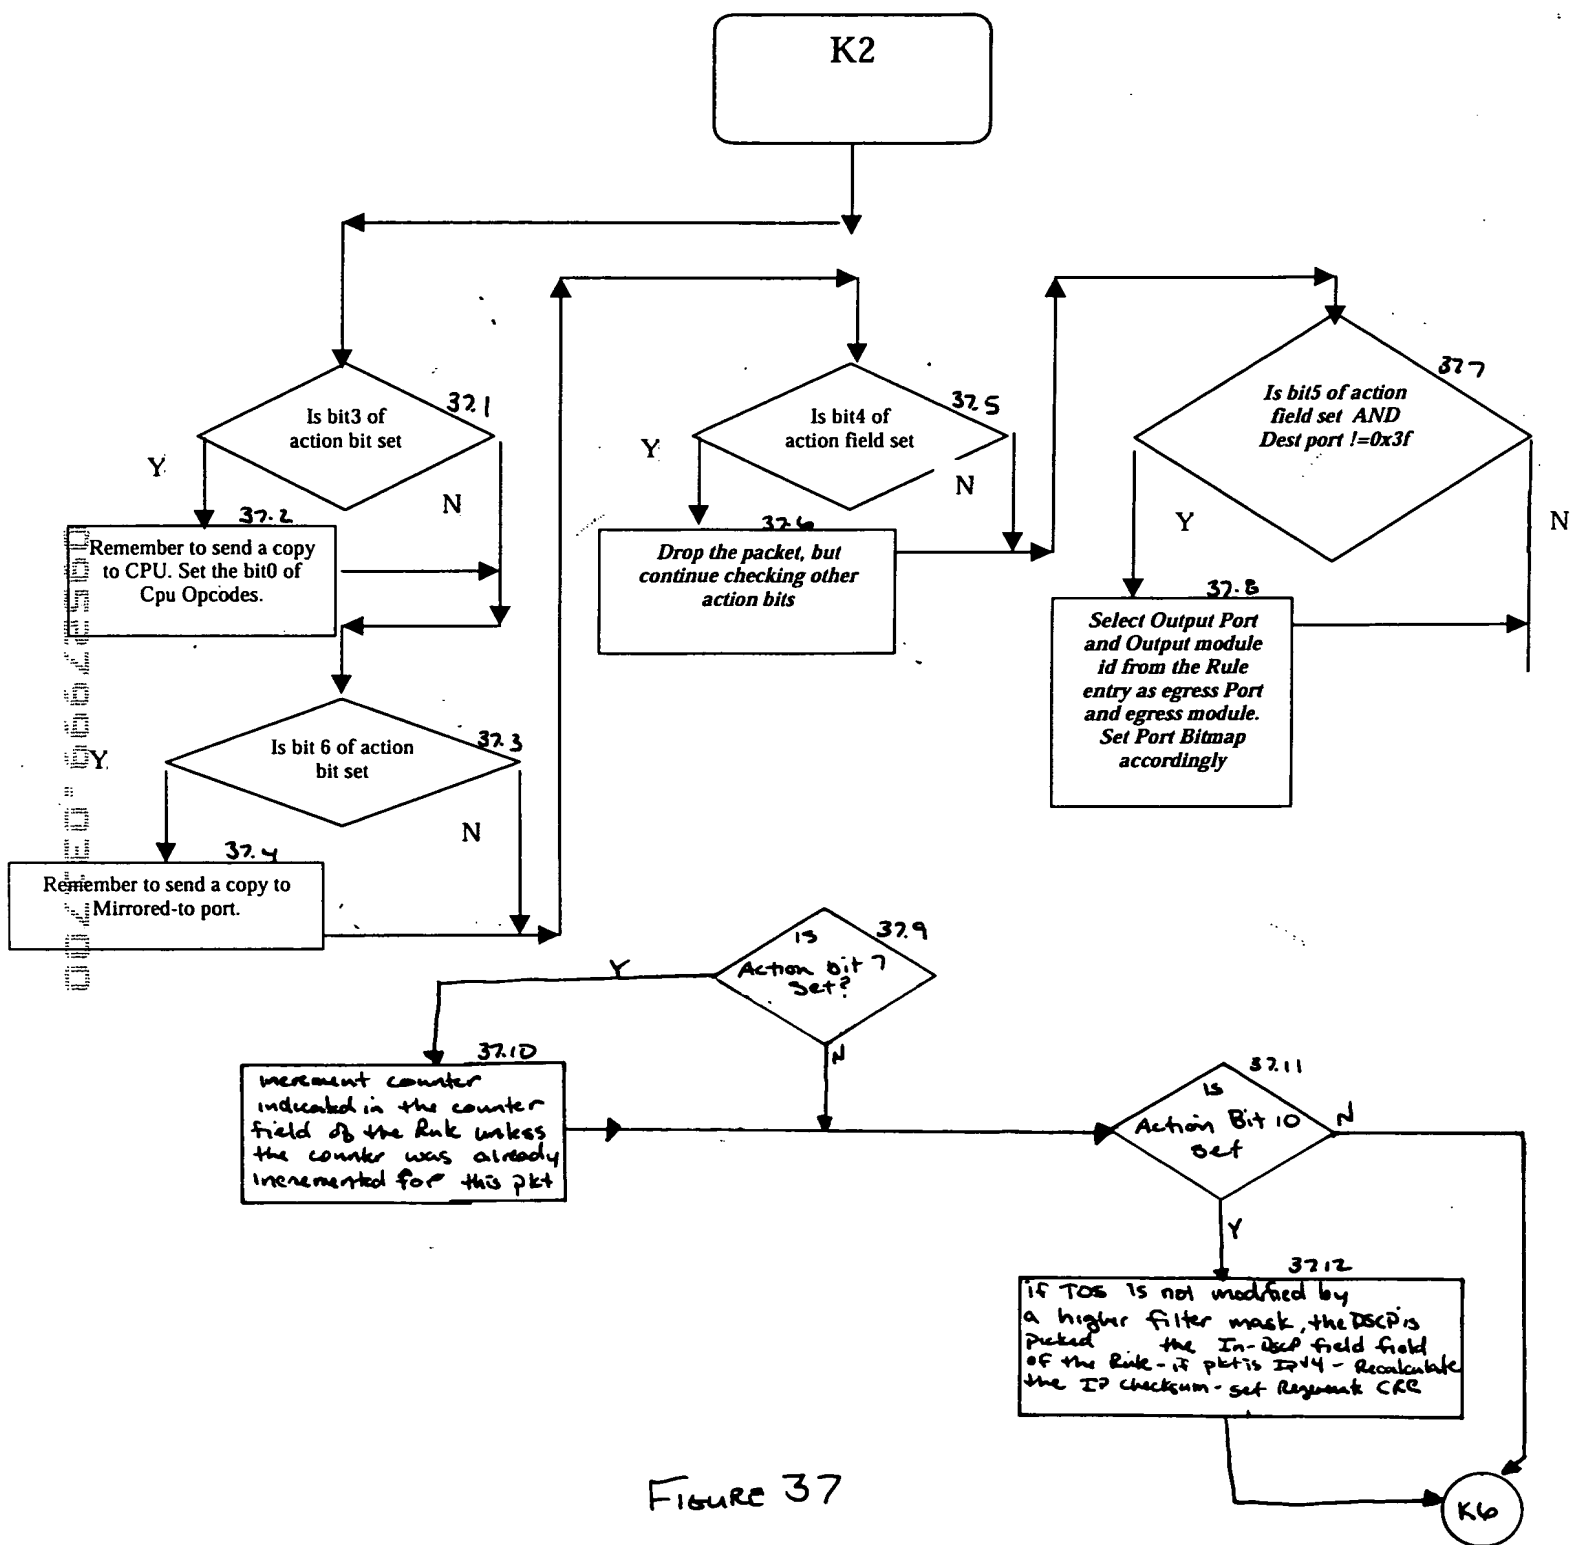 K2
37.1
Is bit3 of
action bit set
Y
N
37.2
Remember to send a copy
to CPU. Set the bit0 of
Cpu Opcodes.
37.3
Is bit 6 of action
bit set
Y
N
37.4
Remember to send a copy to
Mirrored-to port.
37.5
Is bit4 of
action field set
Y
N
37.6
Drop the packet, but
continue checking other
action bits
37.7
Is bit5 of action
field set AND
Dest port !=0x3f
Y
N
37.8
Select Output Port
and Output module
id from the Rule
entry as egress Port
and egress module.
Set Port Bitmap
accordingly
37.9
is
Action bit 7
set?
Y
N
37.10
increment counter
indicated in the counter
field of the Rule unless
the counter was already
incremented for this pkt
37.11
is
Action Bit 10
set
N
Y
37.12
if TOS is not modified by
a higher filter mask, the DSCP is
picked the In-DSCP field field
of the Rule - if pkt is IPV4 - Recalculate
the IP checksum - set Regenerate CRC
K6
FIGURE 37